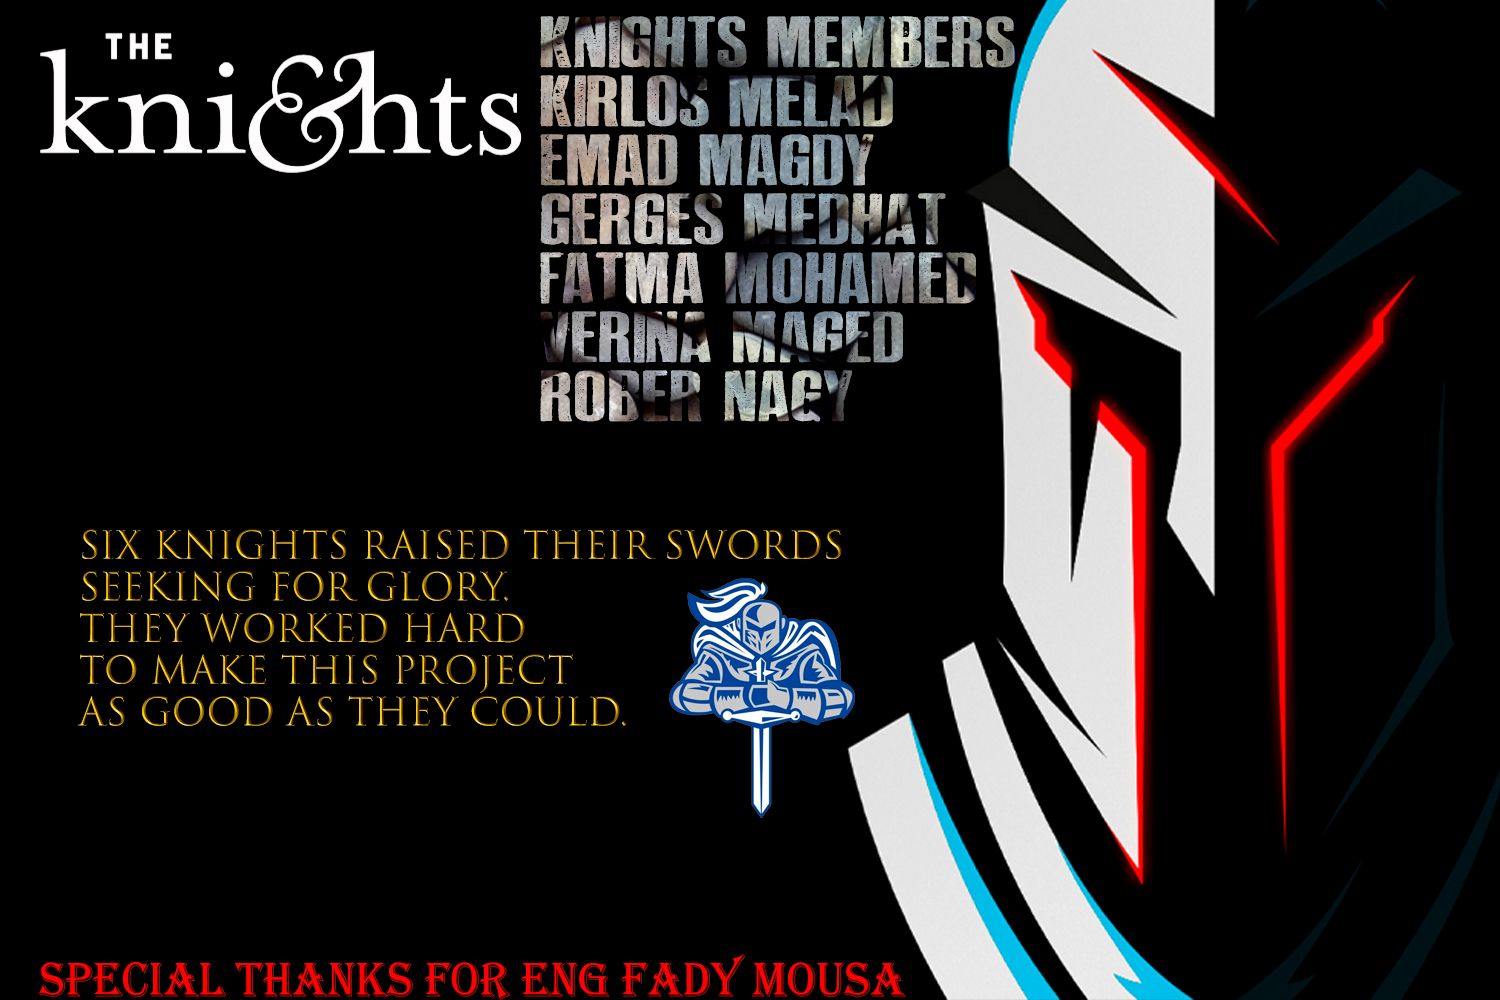 THE
knights
KNIGHTS MEMBERS
KIRLOS MELAD
EMAD MAGDY
GERGES MEDHAT
FATMA MOHAMED
VERINA MAGED
ROBER NAGY
SIX KNIGHTS RAISED THEIR SWORDS
SEEKING FOR GLORY.
THEY WORKED HARD
TO MAKE THIS PROJECT
AS GOOD AS THEY COULD.
SPECIAL THANKS FOR ENG FADY MOUSA